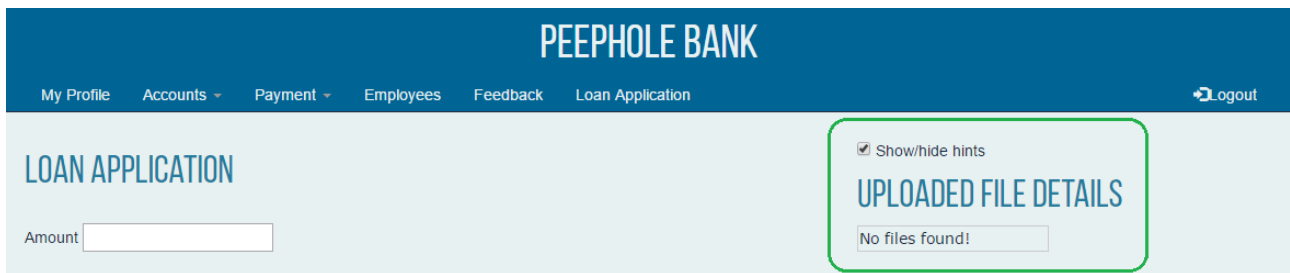 PEEPHOLE BANK
My Profile Accounts Payment Employees Feedback Loan Application Logout
Show/hide hints
LOAN APPLICATION
UPLOADED FILE DETAILS
Amount
No files found!